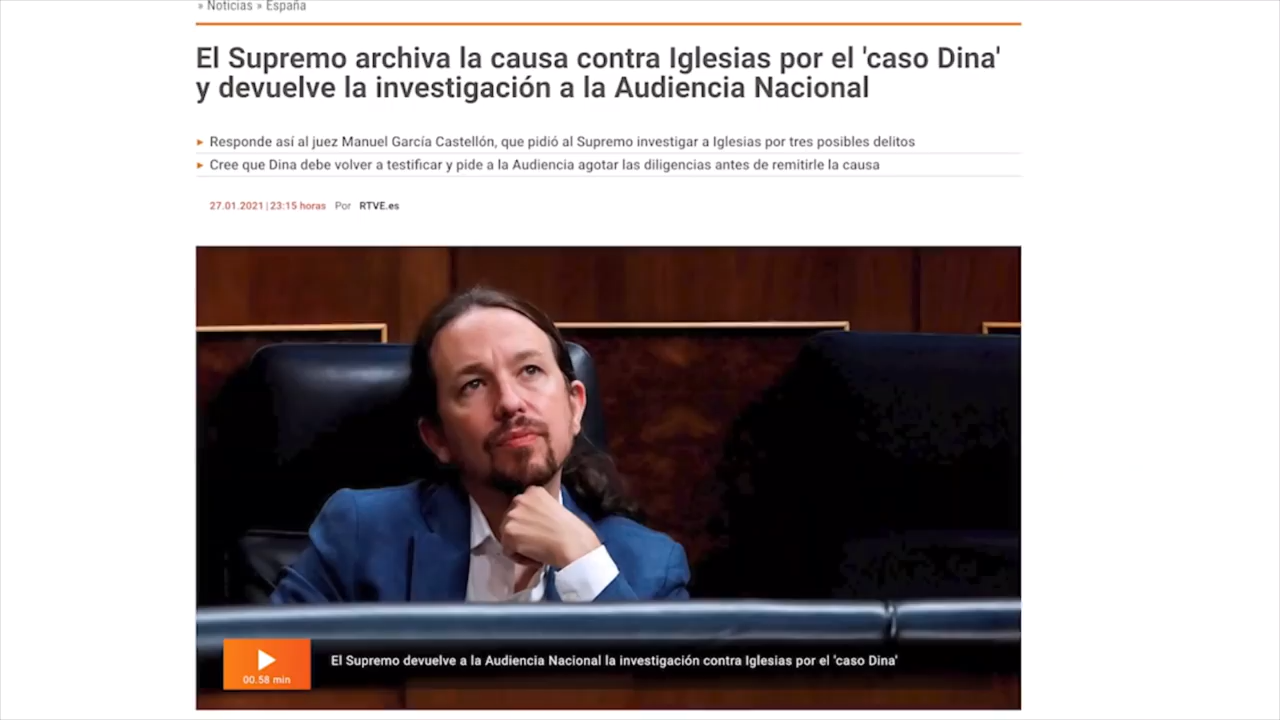 » Noticias » España
El Supremo archiva la causa contra Iglesias por el 'caso Dina'
y devuelve la investigación a la Audiencia Nacional
▸ Responde así al juez Manuel García Castellón, que pidió al Supremo investigar a Iglesias por tres posibles delitos
▸ Cree que Dina debe volver a testificar y pide a la Audiencia agotar las diligencias antes de remitirle la causa
27.01.2021 | 23:15 horas Por RTVE.es
El Supremo devuelve a la Audiencia Nacional la investigación contra Iglesias por el 'caso Dina'
00.58 min